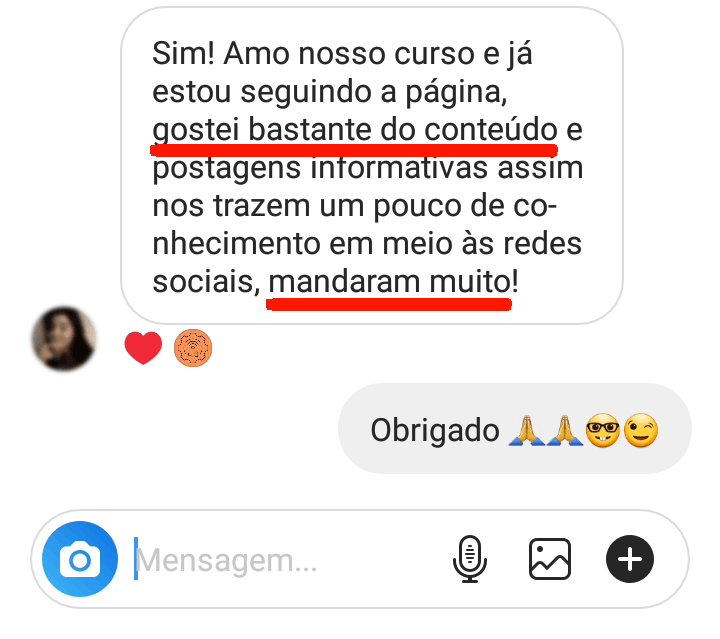 Sim! Amo nosso curso e já
estou seguindo a página,
gostei bastante do conteúdo e
postagens informativas assim
nos trazem um pouco de co-
nhecimento em meio às redes
sociais, mandaram muito!
Obrigado 🙏🙏🤓😉
Mensagem...